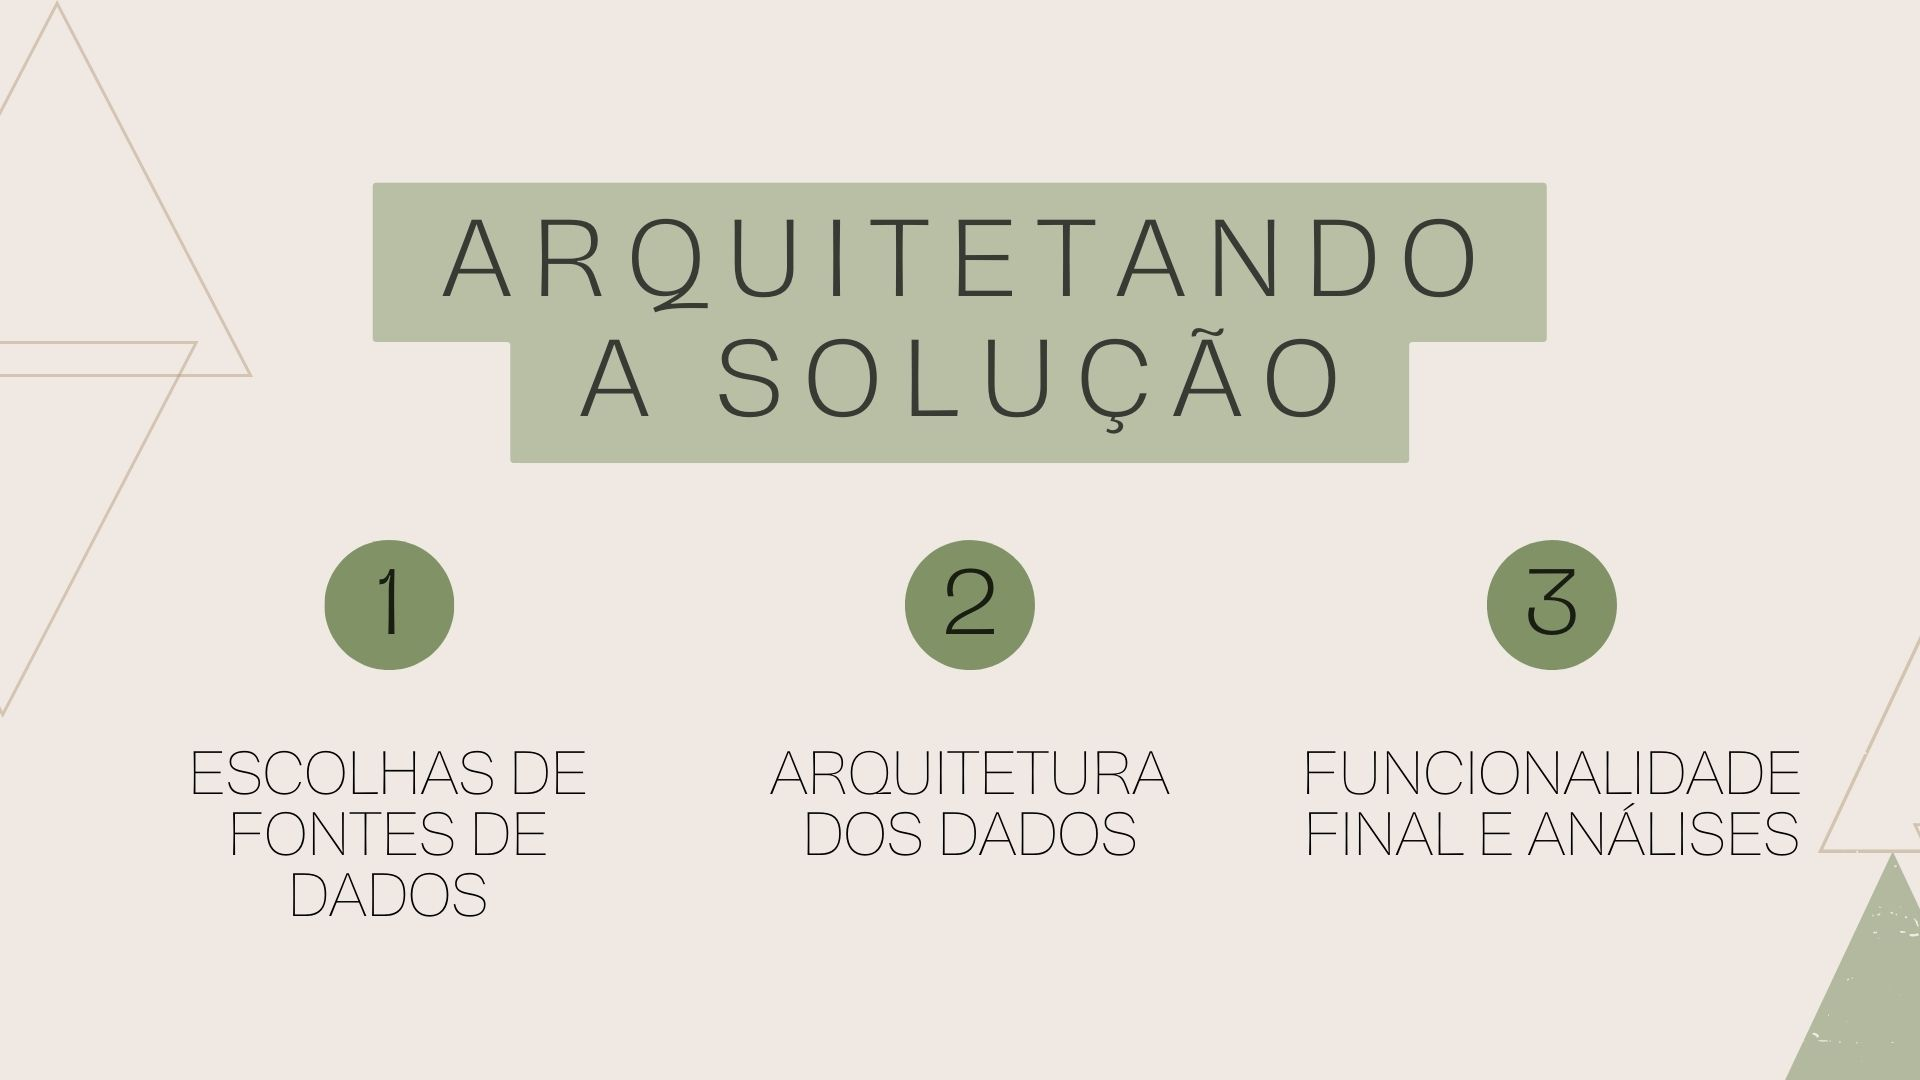 ARQUITETANDO
A SOLUÇÃO
1
ESCOLHAS DE
FONTES DE
DADOS
2
ARQUITETURA
DOS DADOS
3
FUNCIONALIDADE
FINAL E ANÁLISES